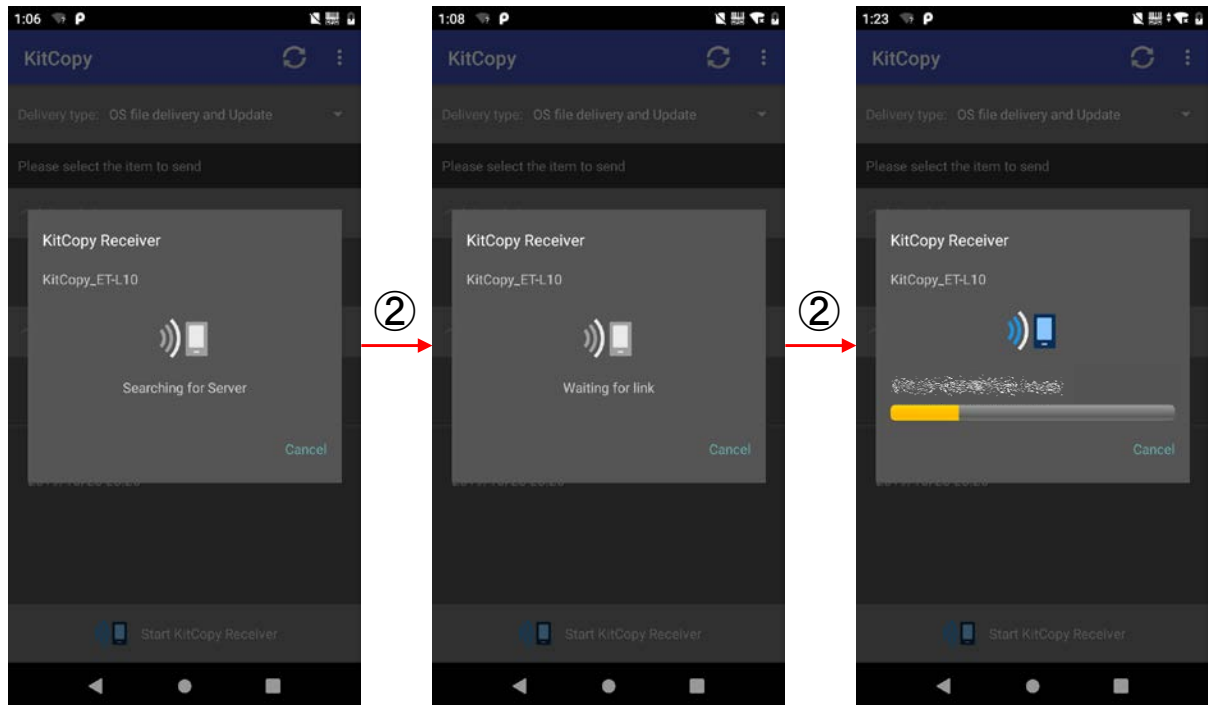 1:06
KitCopy
Delivery type: OS file delivery and Update
Please select the item to send
KitCopy Receiver
KitCopy_ET-L10
Searching for Server
Cancel
Start KitCopy Receiver
②
1:08
KitCopy
Delivery type: OS file delivery and Update
Please select the item to send
KitCopy Receiver
KitCopy_ET-L10
Waiting for link
Cancel
Start KitCopy Receiver
②
1:23
KitCopy
Delivery type: OS file delivery and Update
Please select the item to send
KitCopy Receiver
KitCopy_ET-L10
Cancel
Start KitCopy Receiver